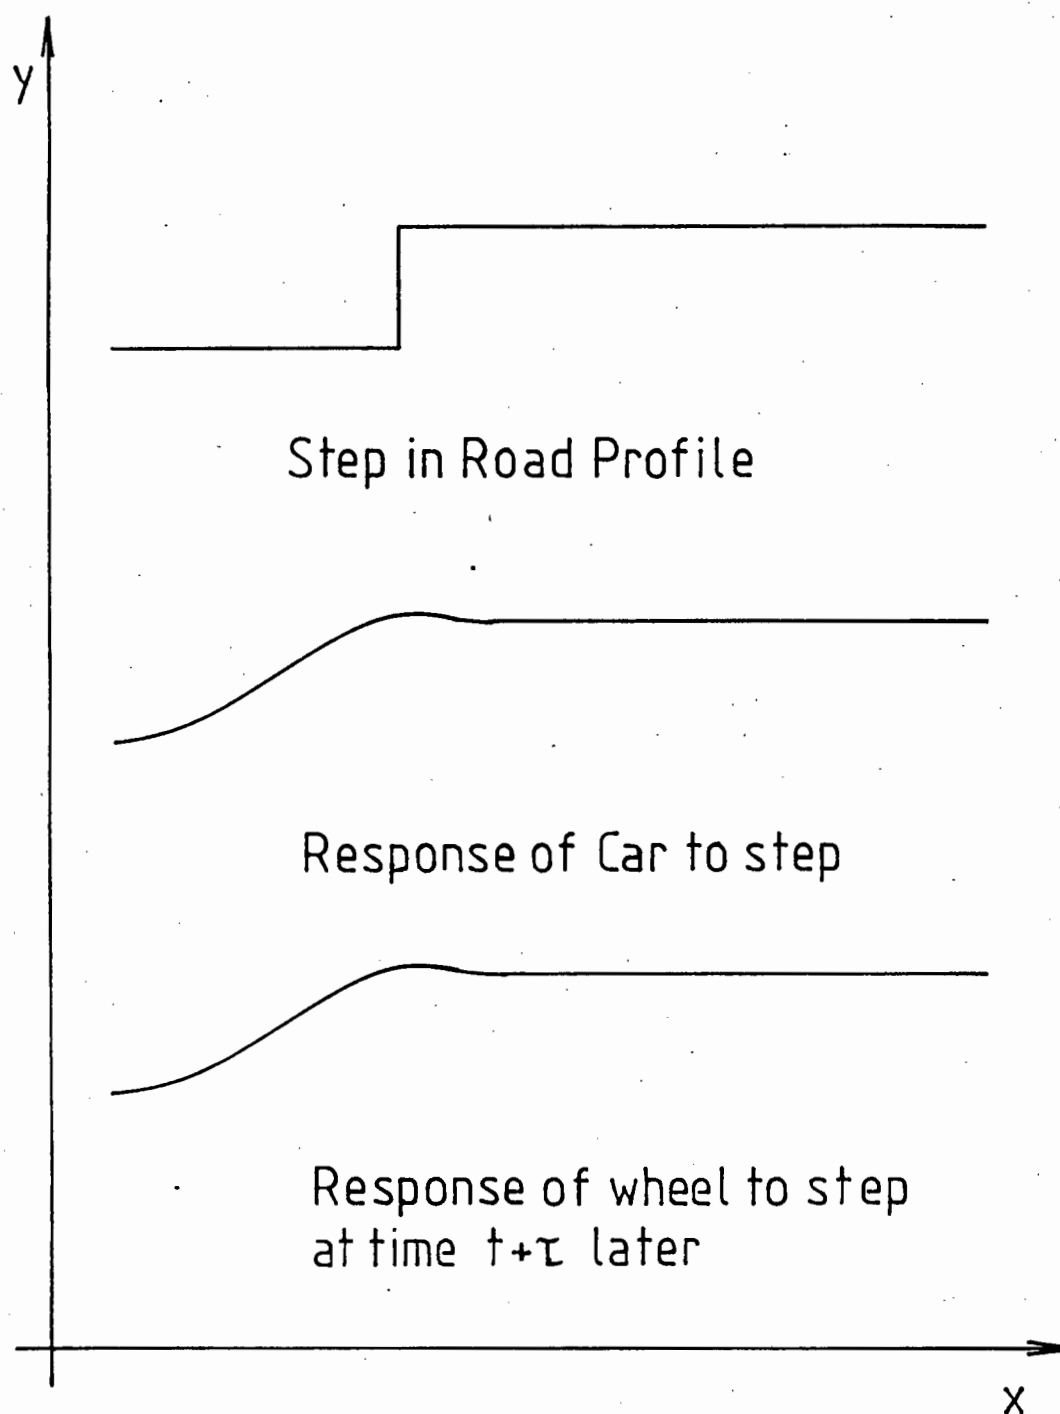 y
Step in Road Profile
Response of Car to step
Response of wheel to step
at time t+τ later
x